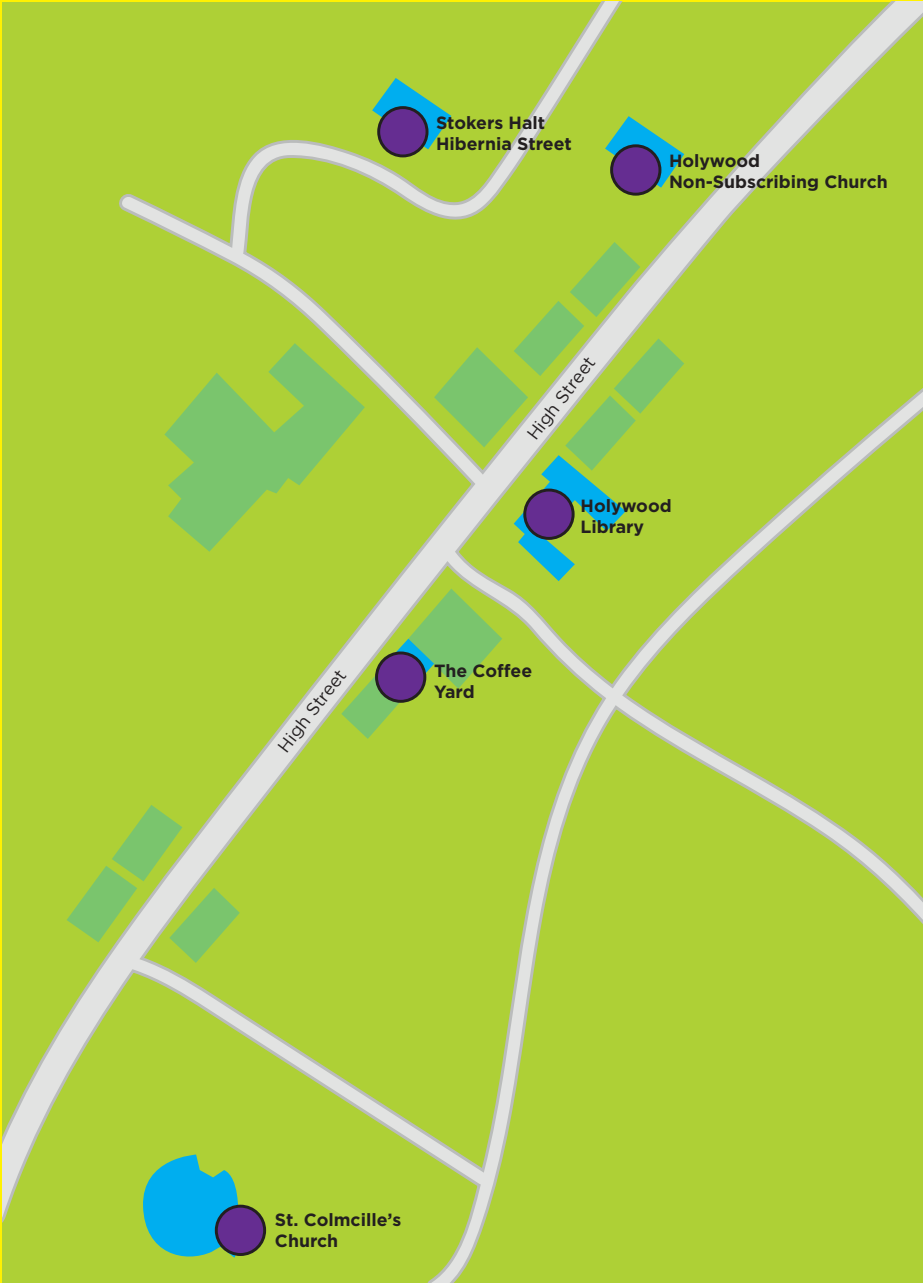 Stokers Halt
Hibernia Street
Holywood
Non-Subscribing Church
High Street
Holywood
Library
The Coffee
Yard
High Street
St. Colmcille’s
Church